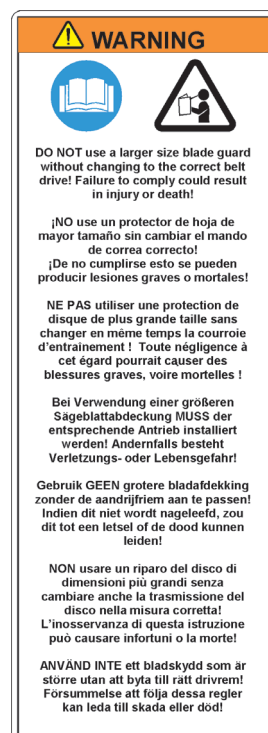 WARNING
DO NOT use a larger size blade guard
without changing to the correct belt
drive! Failure to comply could result
in injury or death!
¡NO use un protector de hoja de
mayor tamaño sin cambiar el mando
de correa correcto!
¡De no cumplirse esto se pueden
producir lesiones graves o mortales!
NE PAS utiliser une protection de
disque de plus grande taille sans
changer en même temps la courroie
d'entrainement ! Toute négligence à
cet égard pourrait causer des
blessures graves, voire mortelles !
Bei Verwendung einer größeren
Sägeblattabdeckung MUSS der
entsprechende Antrieb installiert
werden! Andernfalls besteht
Verletzungs- oder Lebensgefahr!
Gebruik GEEN grotere bladafdekking
zonder de aandrijfriem aan te passen!
Indien dit niet wordt nageleefd, zou
dit tot een letsel of de dood kunnen
leiden!
NON usare un riparo del disco di
dimensioni più grandi senza
cambiare anche la trasmissione del
disco nella misura corretta!
L'inosservanza di questa istruzione
può causare infortuni o la morte!
ANVÄND INTE ett bladskydd som är
större utan att byta till rätt drivrem!
Försummelse att följa dessa regler
kan leda till skada eller död!